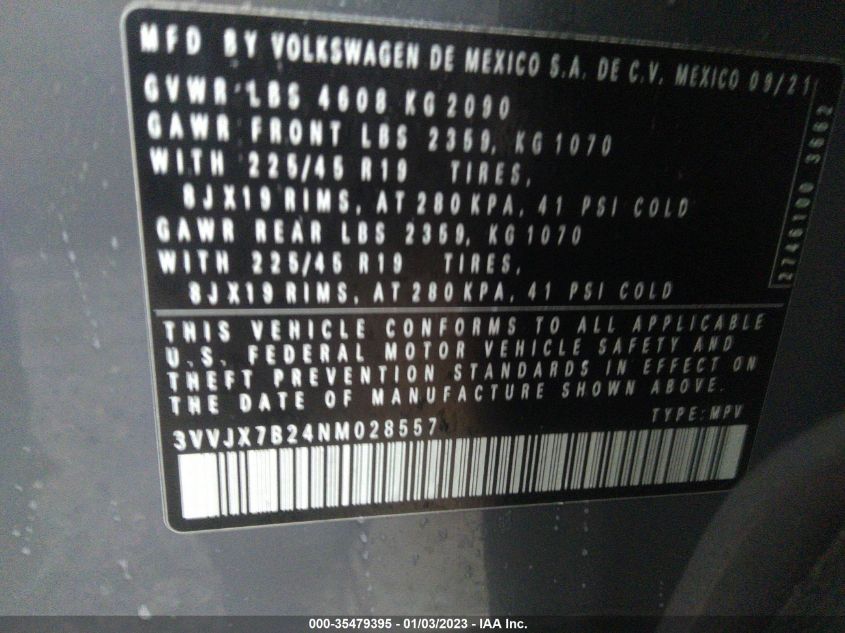 MFD BY VOLKSWAGEN DE MEXICO S.A. DE C.V. MEXICO 09/21
GVWR LBS 4608 KG 2090
GAWR FRONT LBS 2359, KG 1070
WITH 225/45 R19 TIRES,
8JX19 RIMS, AT 280 KPA, 41 PSI COLD
GAWR REAR LBS 2359, KG 1070
WITH 225/45 R19 TIRES,
8JX19 RIMS, AT 280 KPA, 41 PSI COLD
2746100 3662
THIS VEHICLE CONFORMS TO ALL APPLICABLE
U.S. FEDERAL MOTOR VEHICLE SAFETY AND
THEFT PREVENTION STANDARDS IN EFFECT ON
THE DATE OF MANUFACTURE SHOWN ABOVE.
TYPE: MPV
3VVJX7B24NM028557
000-35479395 - 01/03/2023 - IAA Inc.